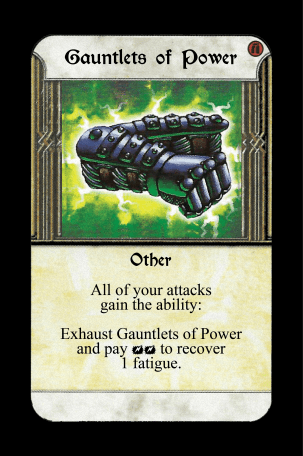 Gauntlets of Power
Other
All of your attacks
gain the ability:
Exhaust Gauntlets of Power
and pay to recover
1 fatigue.